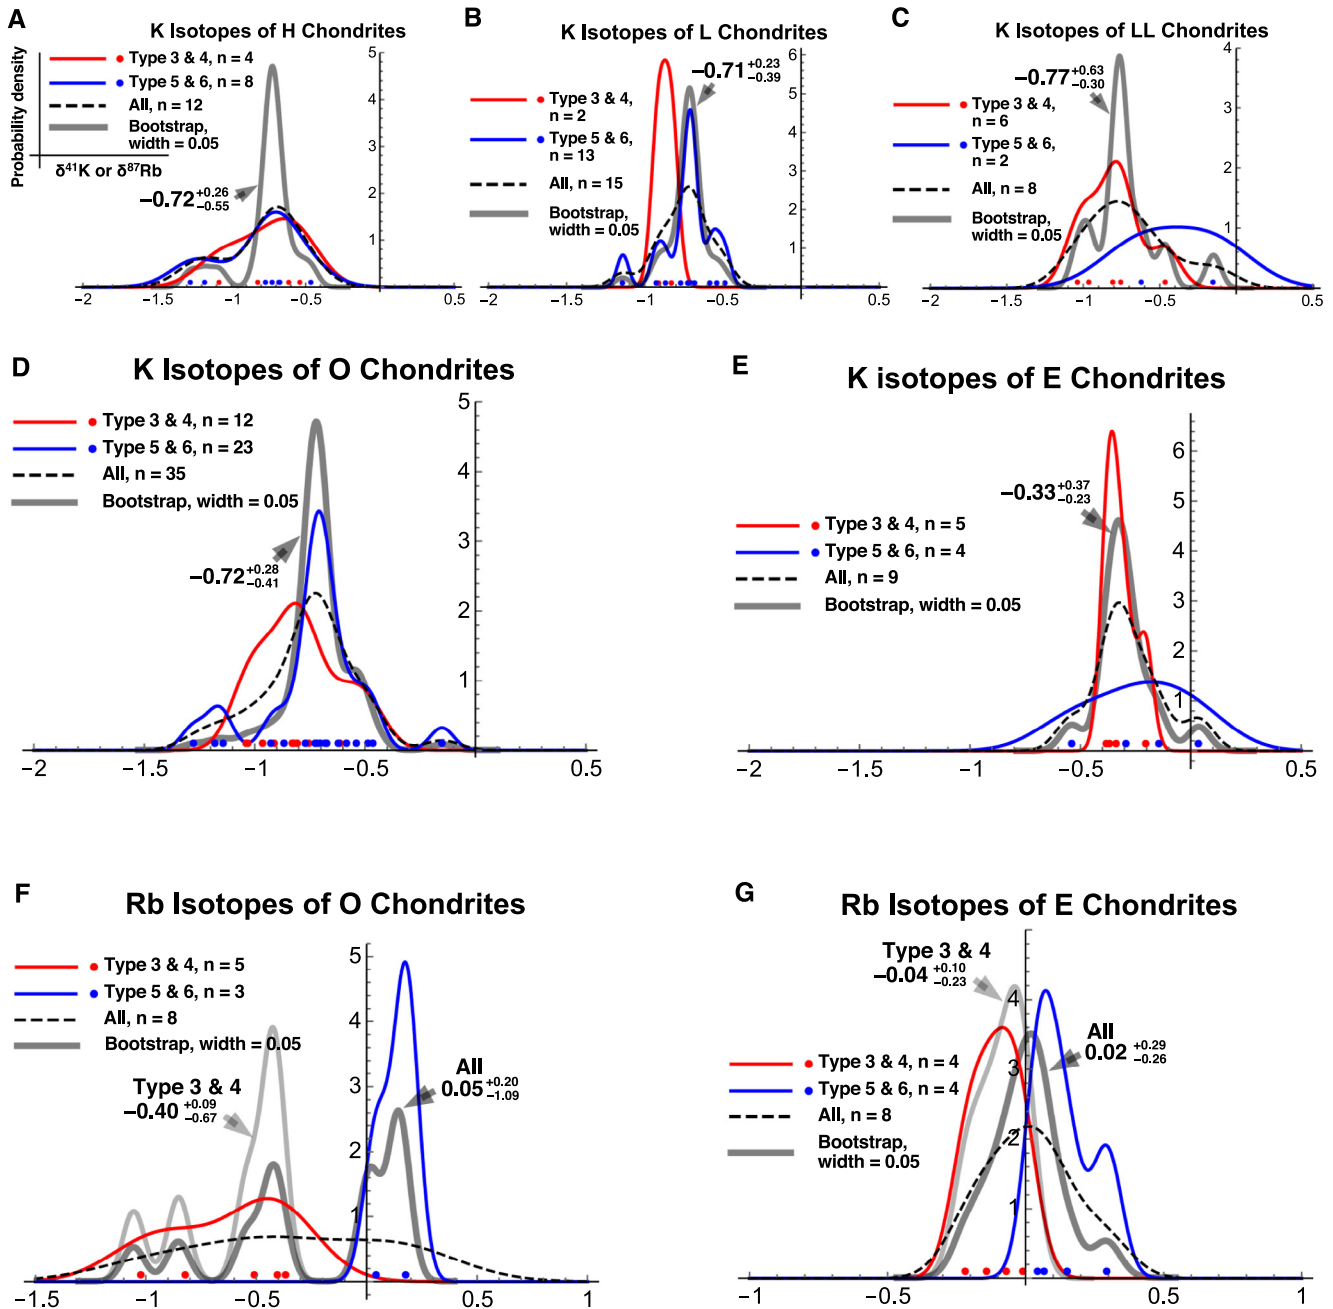 A
K Isotopes of H Chondrites
Type 3 & 4, n = 4
Type 5 & 6, n = 8
All, n = 12
Bootstrap,
width = 0.05
Probability density
δ41K or δ87Rb
−0.72 +0.26 −0.55
5
4
3
2
1
−2 −1.5 −1 −0.5 0 0.5
B
K Isotopes of L Chondrites
Type 3 & 4,
n = 2
Type 5 & 6,
n = 13
All, n = 15
Bootstrap,
width = 0.05
−0.71 +0.23 −0.39
6
5
4
3
2
1
−2 −1.5 −1 −0.5 0 0.5
C
K Isotopes of LL Chondrites
Type 3 & 4,
n = 6
Type 5 & 6,
n = 2
All, n = 8
Bootstrap,
width = 0.05
−0.77 +0.63 −0.30
4
3
2
1
−2 −1.5 −1 −0.5 0 0.5
D
K Isotopes of O Chondrites
Type 3 & 4, n = 12
Type 5 & 6, n = 23
All, n = 35
Bootstrap, width = 0.05
−0.72 +0.28 −0.41
5
4
3
2
1
−2 −1.5 −1 −0.5 0 0.5
E
K isotopes of E Chondrites
Type 3 & 4, n = 5
Type 5 & 6, n = 4
All, n = 9
Bootstrap, width = 0.05
−0.33 +0.37 −0.23
6
5
4
3
2
1
−2 −1.5 −1 −0.5 0 0.5
F
Rb Isotopes of O Chondrites
Type 3 & 4, n = 5
Type 5 & 6, n = 3
All, n = 8
Bootstrap, width = 0.05
Type 3 & 4
−0.40 +0.09 −0.67
All
0.05 +0.20 −1.09
5
4
3
2
1
−1.5 −1 −0.5 0 0.5 1
G
Rb Isotopes of E Chondrites
Type 3 & 4
−0.04 +0.10 −0.23
All
0.02 +0.29 −0.26
Type 3 & 4, n = 4
Type 5 & 6, n = 4
All, n = 8
Bootstrap,
width = 0.05
4
3
2
1
−1 −0.5 0 0.5 1